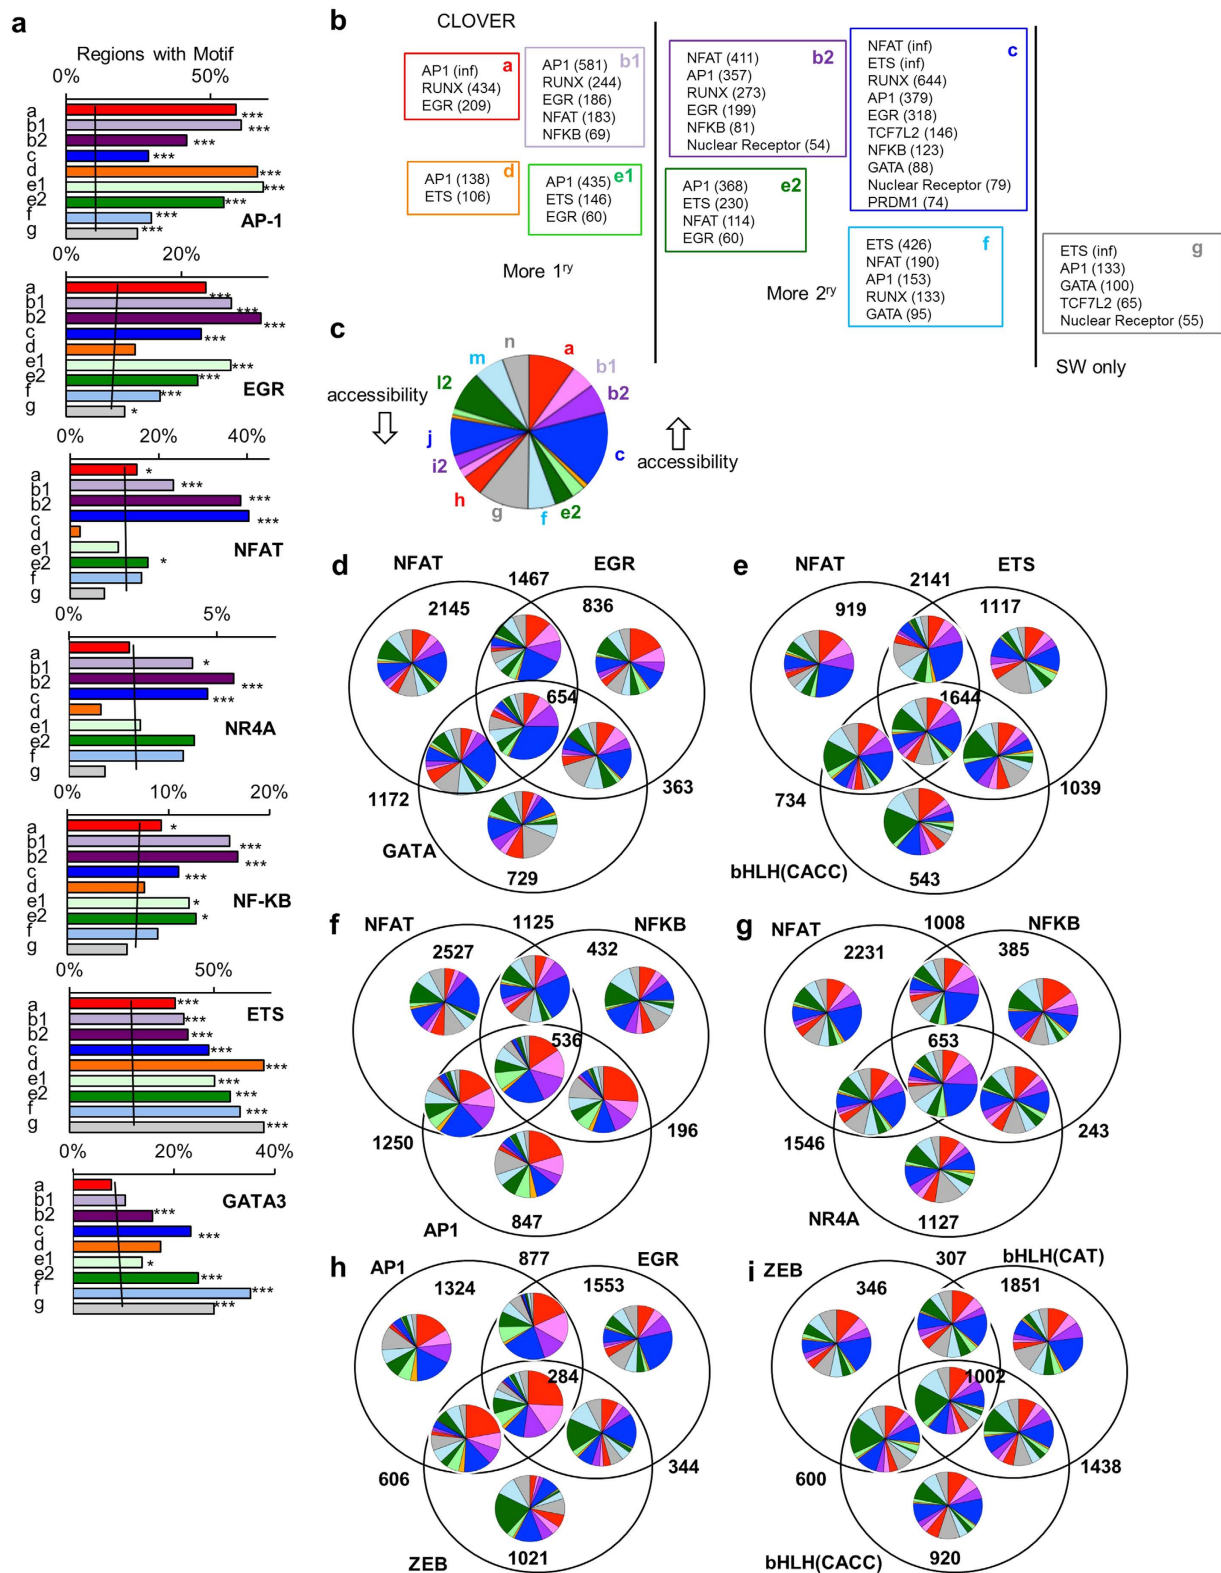 a
Regions with Motif
0% 50%
a
b1
b2
c
d
e1
e2
f
g
***
***
***
***
***
***
***
***
***
AP-1
0% 20%
a
b1
b2
c
d
e1
e2
f
g
***
***
***
***
***
***
***
*
EGR
0% 20% 40%
a
b1
b2
c
d
e1
e2
f
g
*
***
***
***
*
NFAT
0% 5%
a
b1
b2
c
d
e1
e2
f
g
*
***
***
NR4A
0% 10% 20%
a
b1
b2
c
d
e1
e2
f
g
*
***
***
***
*
*
NF-KB
0% 50%
a
b1
b2
c
d
e1
e2
f
g
***
***
***
***
***
***
***
***
***
ETS
0% 20% 40%
a
b1
b2
c
d
e1
e2
f
g
***
***
*
***
***
***
GATA3
b
CLOVER
a
AP1 (inf)
RUNX (434)
EGR (209)
b1
AP1 (581)
RUNX (244)
EGR (186)
NFAT (183)
NFKB (69)
b2
NFAT (411)
AP1 (357)
RUNX (273)
EGR (199)
NFKB (81)
Nuclear Receptor (54)
c
NFAT (inf)
ETS (inf)
RUNX (644)
AP1 (379)
EGR (318)
TCF7L2 (146)
NFKB (123)
GATA (88)
Nuclear Receptor (79)
PRDM1 (74)
d
AP1 (138)
ETS (106)
e1
AP1 (435)
ETS (146)
EGR (60)
e2
AP1 (368)
ETS (230)
NFAT (114)
EGR (60)
f
ETS (426)
NFAT (190)
AP1 (153)
RUNX (133)
GATA (95)
g
ETS (inf)
AP1 (133)
GATA (100)
TCF7L2 (65)
Nuclear Receptor (55)
More 1ry
More 2ry
SW only
c
n
a
m
b1
l2
b2
accessibility
j
c
accessibility
i2
h
g
f
e2
d
NFAT
1467
EGR
2145
836
654
1172
363
GATA
729
e
NFAT
2141
ETS
919
1117
1644
734
1039
bHLH(CACC)
543
f
NFAT
1125
NFKB
2527
432
536
1250
196
AP1
847
g
NFAT
1008
NFKB
2231
385
653
1546
243
NR4A
1127
h
AP1
877
EGR
1324
1553
284
606
344
ZEB
1021
i
ZEB
307
bHLH(CAT)
346
1851
1002
600
1438
bHLH(CACC)
920